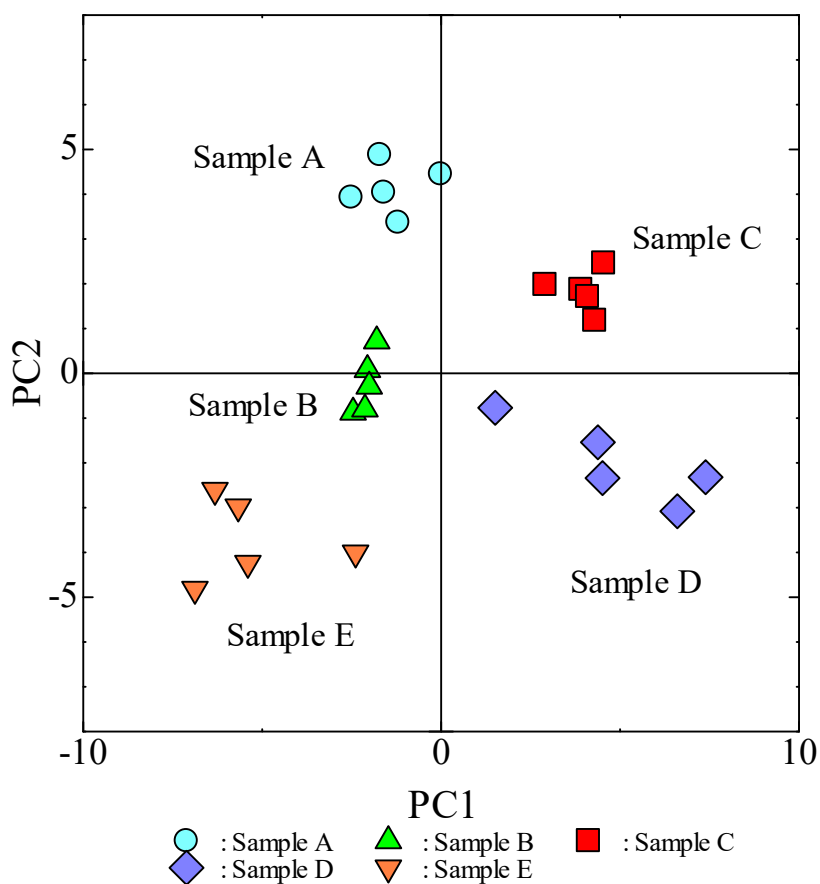 5
Sample A
Sample C
0
PC2
Sample B
Sample D
-5
Sample E
-10
0
10
PC1
: Sample A
: Sample B
: Sample C
: Sample D
: Sample E